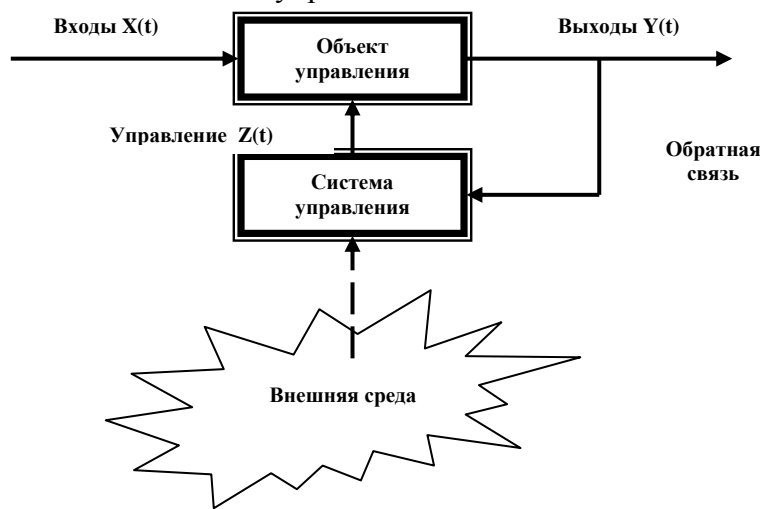 Входы X(t)
Выходы Y(t)
Объект
управления
Управление Z(t)
Обратная
связь
Система
управления
Внешняя среда